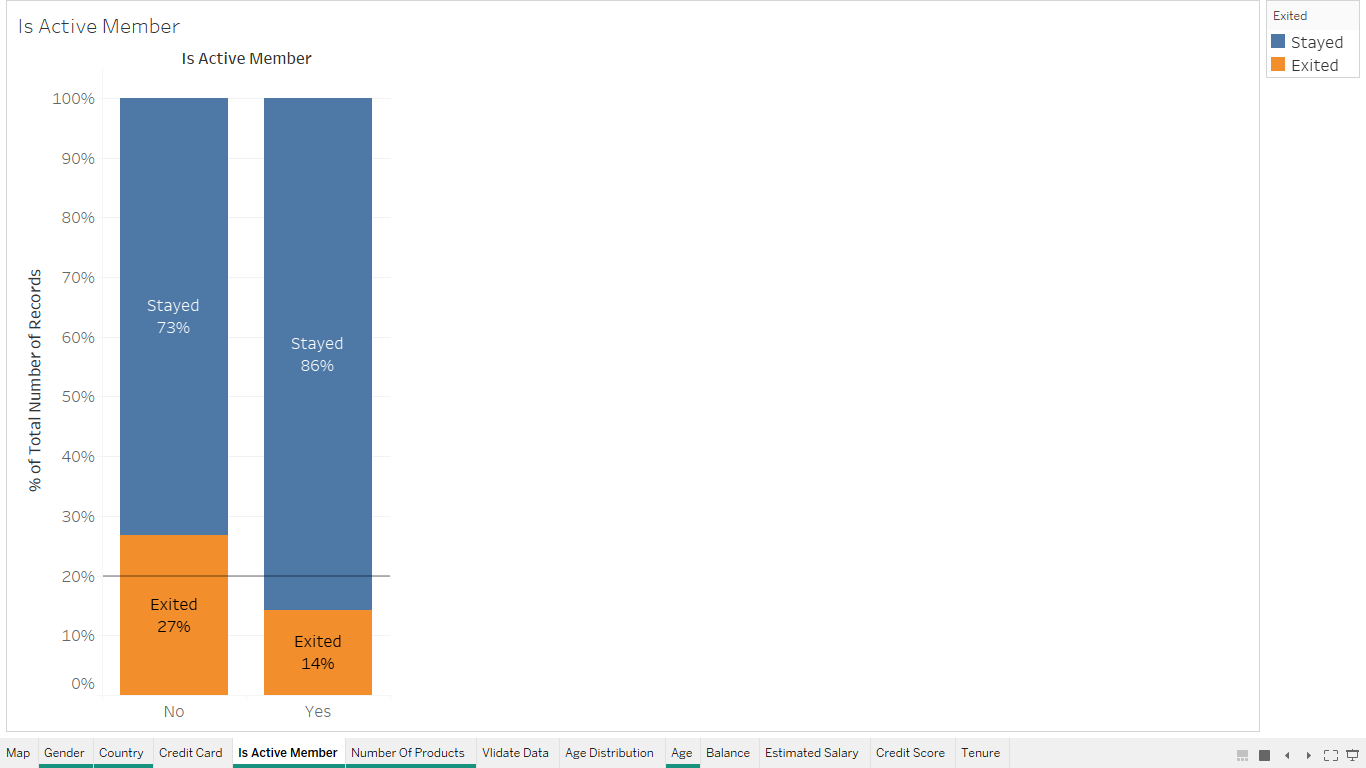 Is Active Member
Exited
Stayed
Exited
Is Active Member
% of Total Number of Records
100%
90%
80%
70%
60%
50%
40%
30%
20%
10%
0%
Stayed
73%
Exited
27%
Stayed
86%
Exited
14%
No
Yes
Map
Gender
Country
Credit Card
Is Active Member
Number Of Products
Vlidate Data
Age Distribution
Age
Balance
Estimated Salary
Credit Score
Tenure